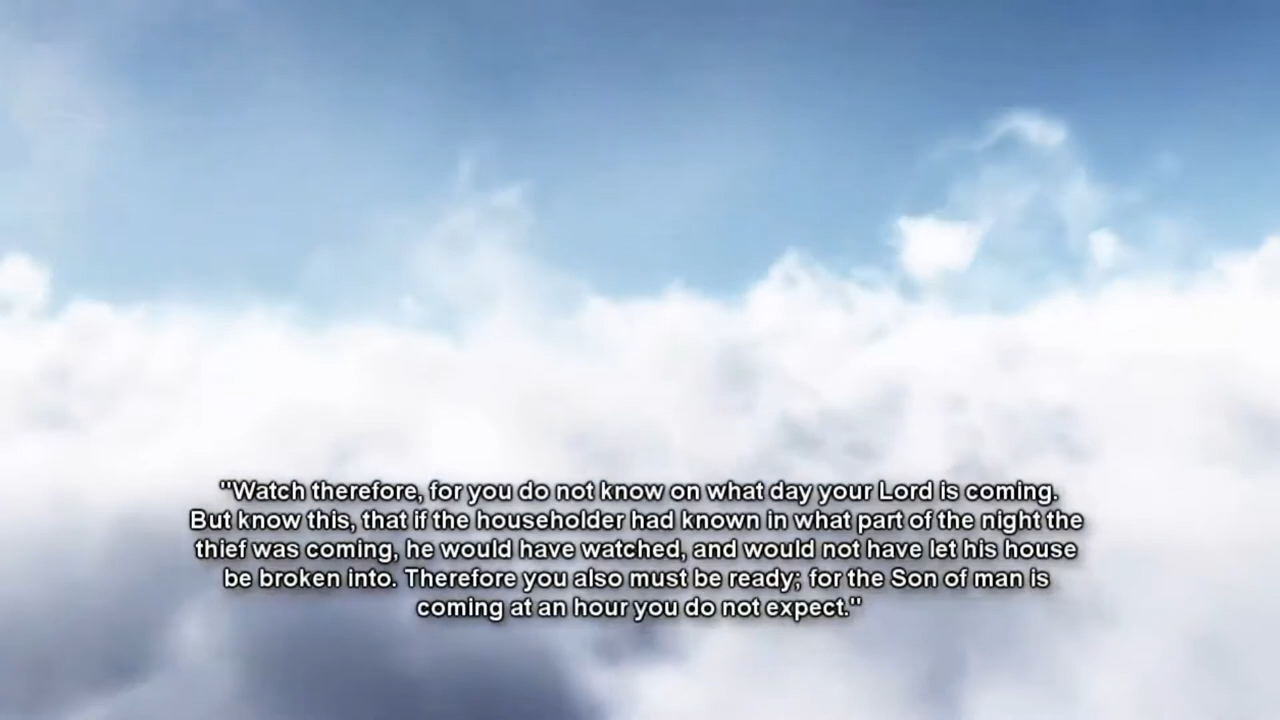 "Watch therefore, for you do not know on what day your Lord is coming.
But know this, that if the householder had known in what part of the night the
thief was coming, he would have watched, and would not have let his house
be broken into. Therefore you also must be ready; for the Son of man is
coming at an hour you do not expect."